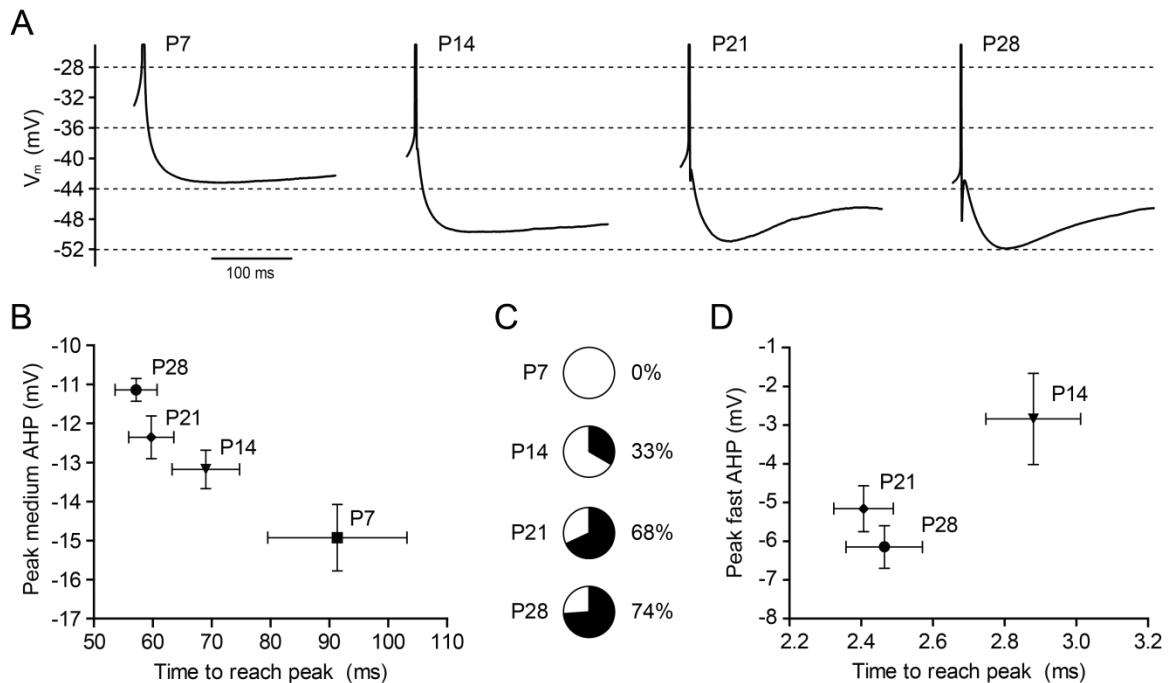 A
P7 P14 P21 P28
Vm (mV)
-28
-32
-36
-40
-44
-48
-52
100 ms
B
Peak medium AHP (mV)
-10
-11
-12
-13
-14
-15
-16
-17
P28
P21
P14
P7
50 60 70 80 90 100 110
Time to reach peak (ms)
C
P7 0%
P14 33%
P21 68%
P28 74%
D
Peak fast AHP (mV)
-1
-2
-3
-4
-5
-6
-7
-8
P14
P21
P28
2.2 2.4 2.6 2.8 3.0 3.2
Time to reach peak (ms)